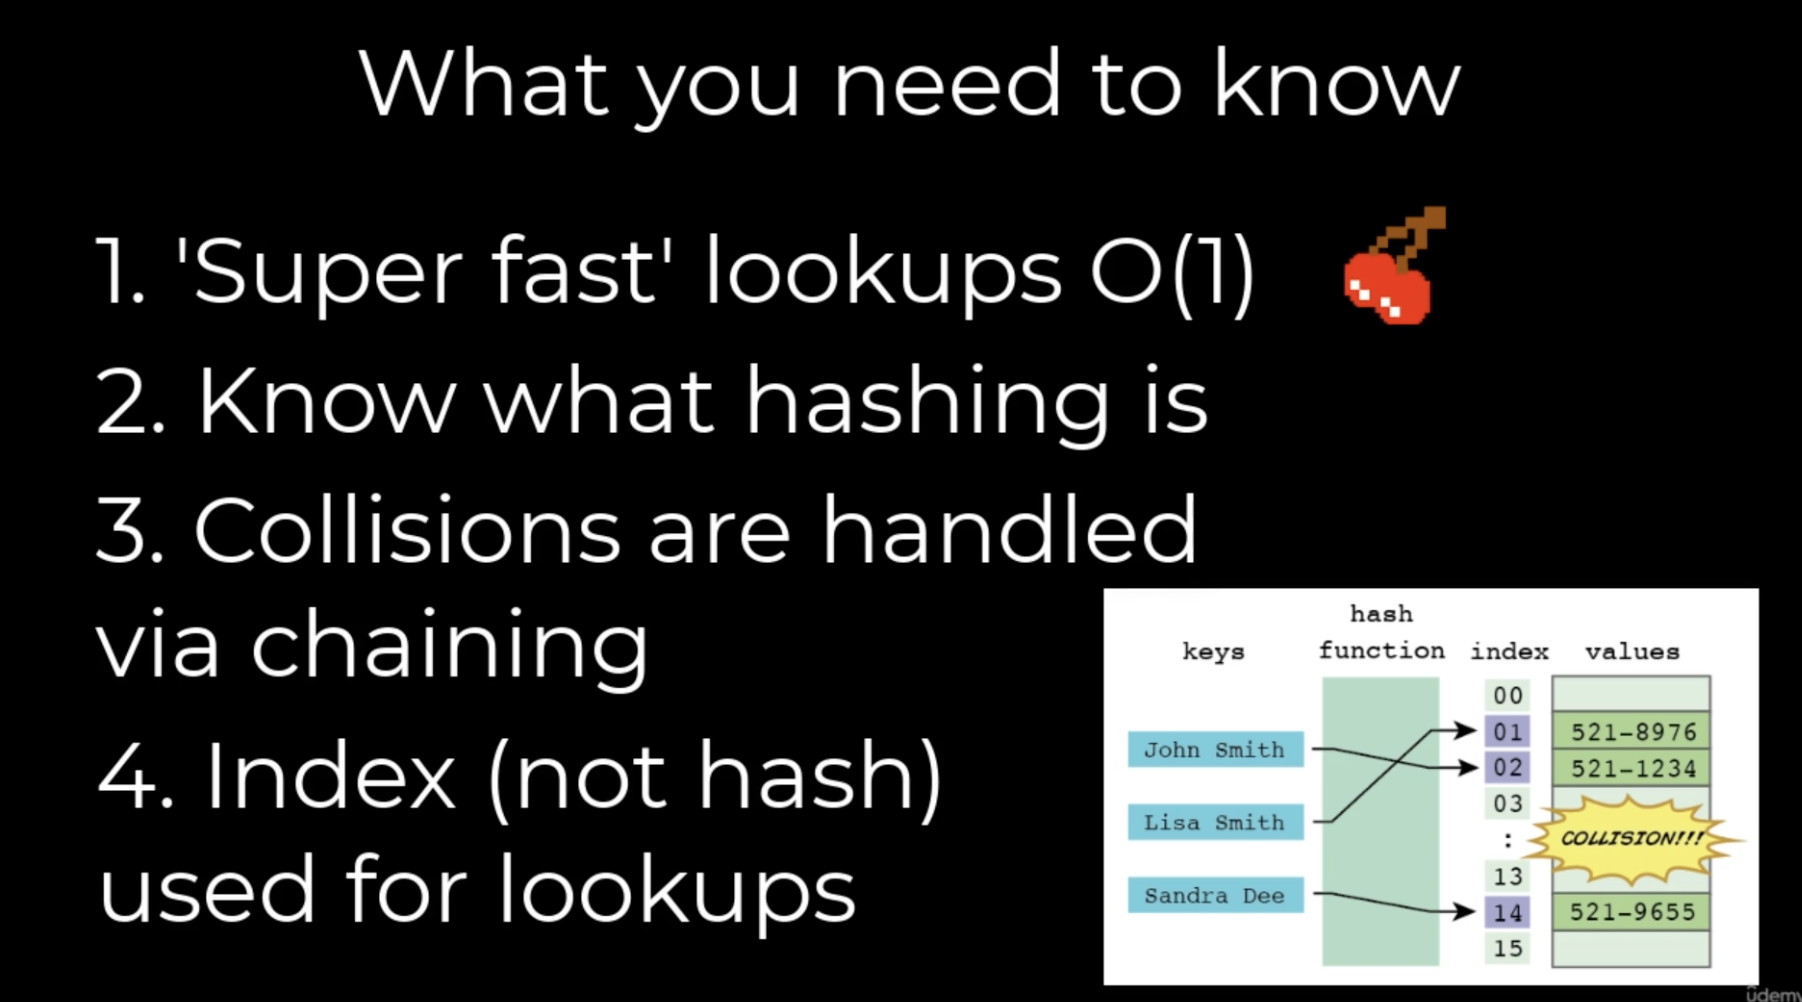 What you need to know
1. 'Super fast' lookups O(1)
2. Know what hashing is
3. Collisions are handled
via chaining
4. Index (not hash)
used for lookups
hash
keys function index values
00
01 521-8976
John Smith
02 521-1234
03
Lisa Smith
: COLLISION!!!
13
Sandra Dee
14 521-9655
15
udemy